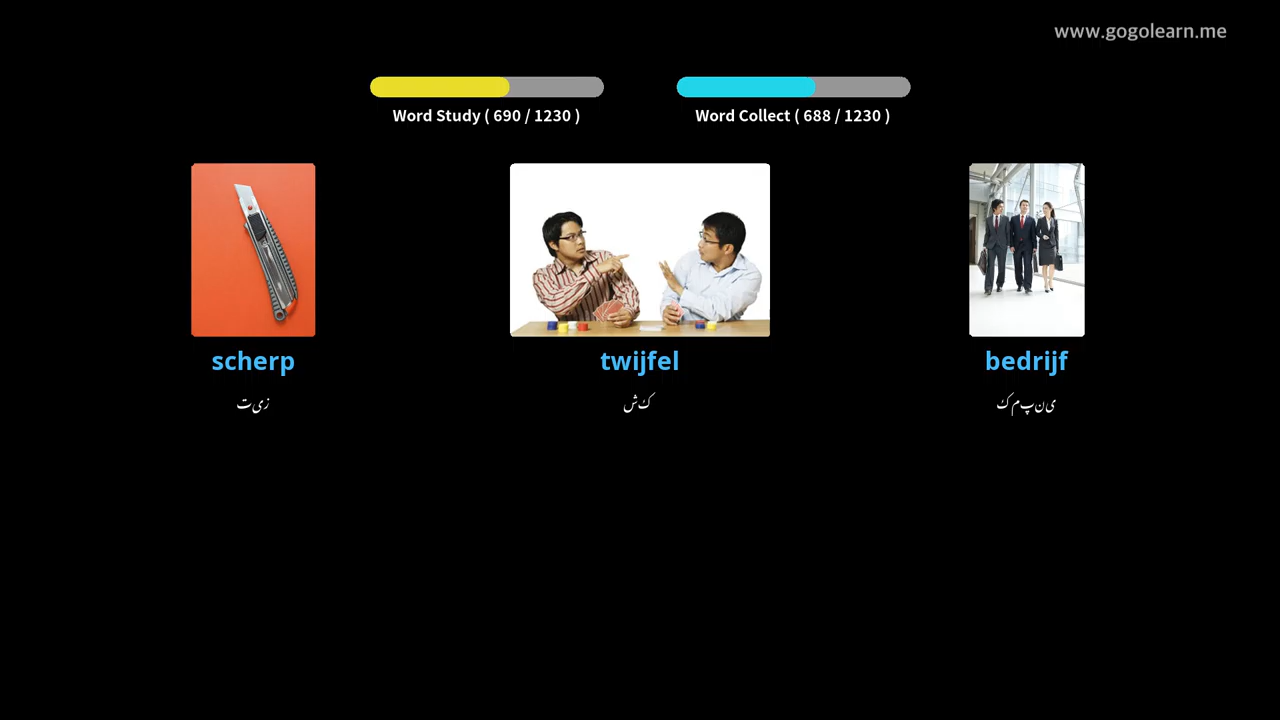 www.gogolearn.me
Word Study ( 690 / 1230 )
Word Collect ( 688 / 1230 )
scherp
twijfel
bedrijf
تیز
شک
کمپنی